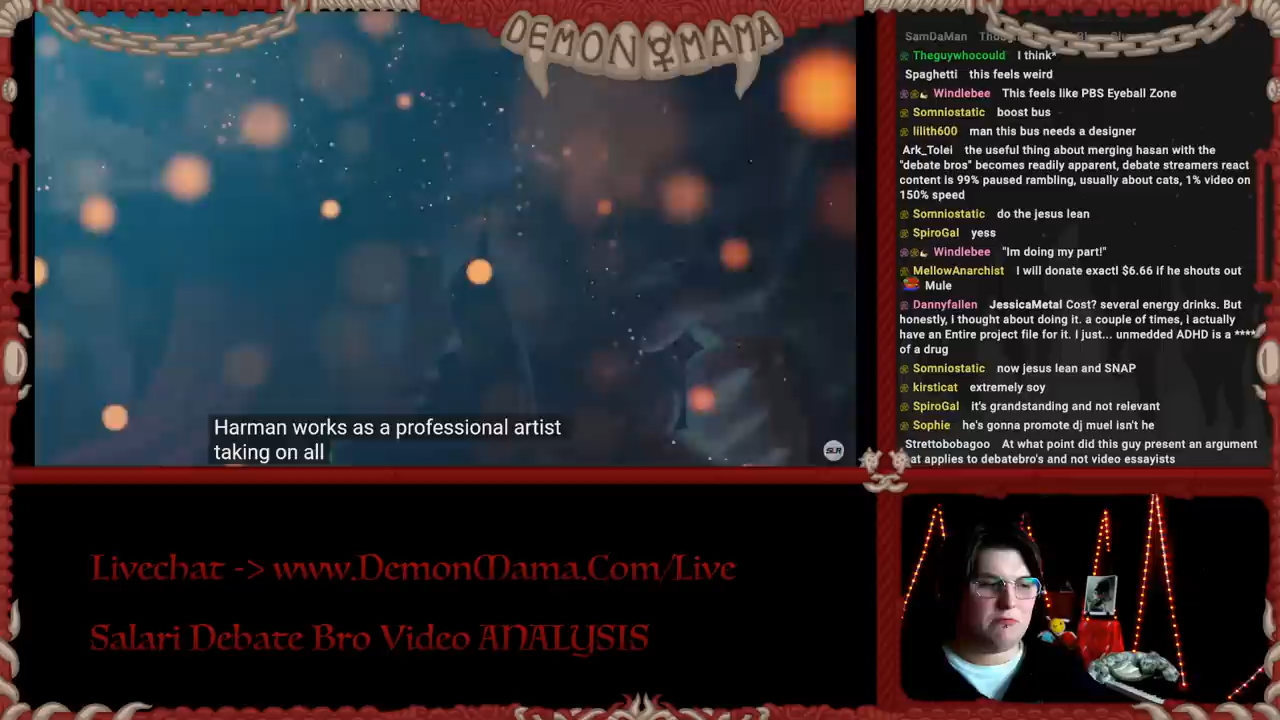 DEMON MAMA
SamDaMan
Theguywhocould I think*
Spaghetti this feels weird
Windlebee This feels like PBS Eyeball Zone
Somniostatic boost bus
lilith600 man this bus needs a designer
Ark_Tolei the useful thing about merging hasan with the
"debate bros" becomes readily apparent, debate streamers react
content is 99% paused rambling, usually about cats, 1% video on
150% speed
Somniostatic do the jesus lean
SpiroGal yess
Windlebee "Im doing my part!"
MellowAnarchist I will donate exactl $6.66 if he shouts out
Mule
Dannyfallen JessicaMetal Cost? several energy drinks. But
honestly, i thought about doing it. a couple of times, i actually
have an Entire project file for it. I just... unmedded ADHD is a ****
of a drug
Somniostatic now jesus lean and SNAP
kirsticat extremely soy
SpiroGal it's grandstanding and not relevant
Sophie he's gonna promote dj muel isn't he
Strettobobagoo At what point did this guy present an argument
at applies to debatebro's and not video essayists
Harman works as a professional artist
taking on all
SLR
Livechat -> www.DemonMama.Com/Live
Salari Debate Bro Video ANALYSIS